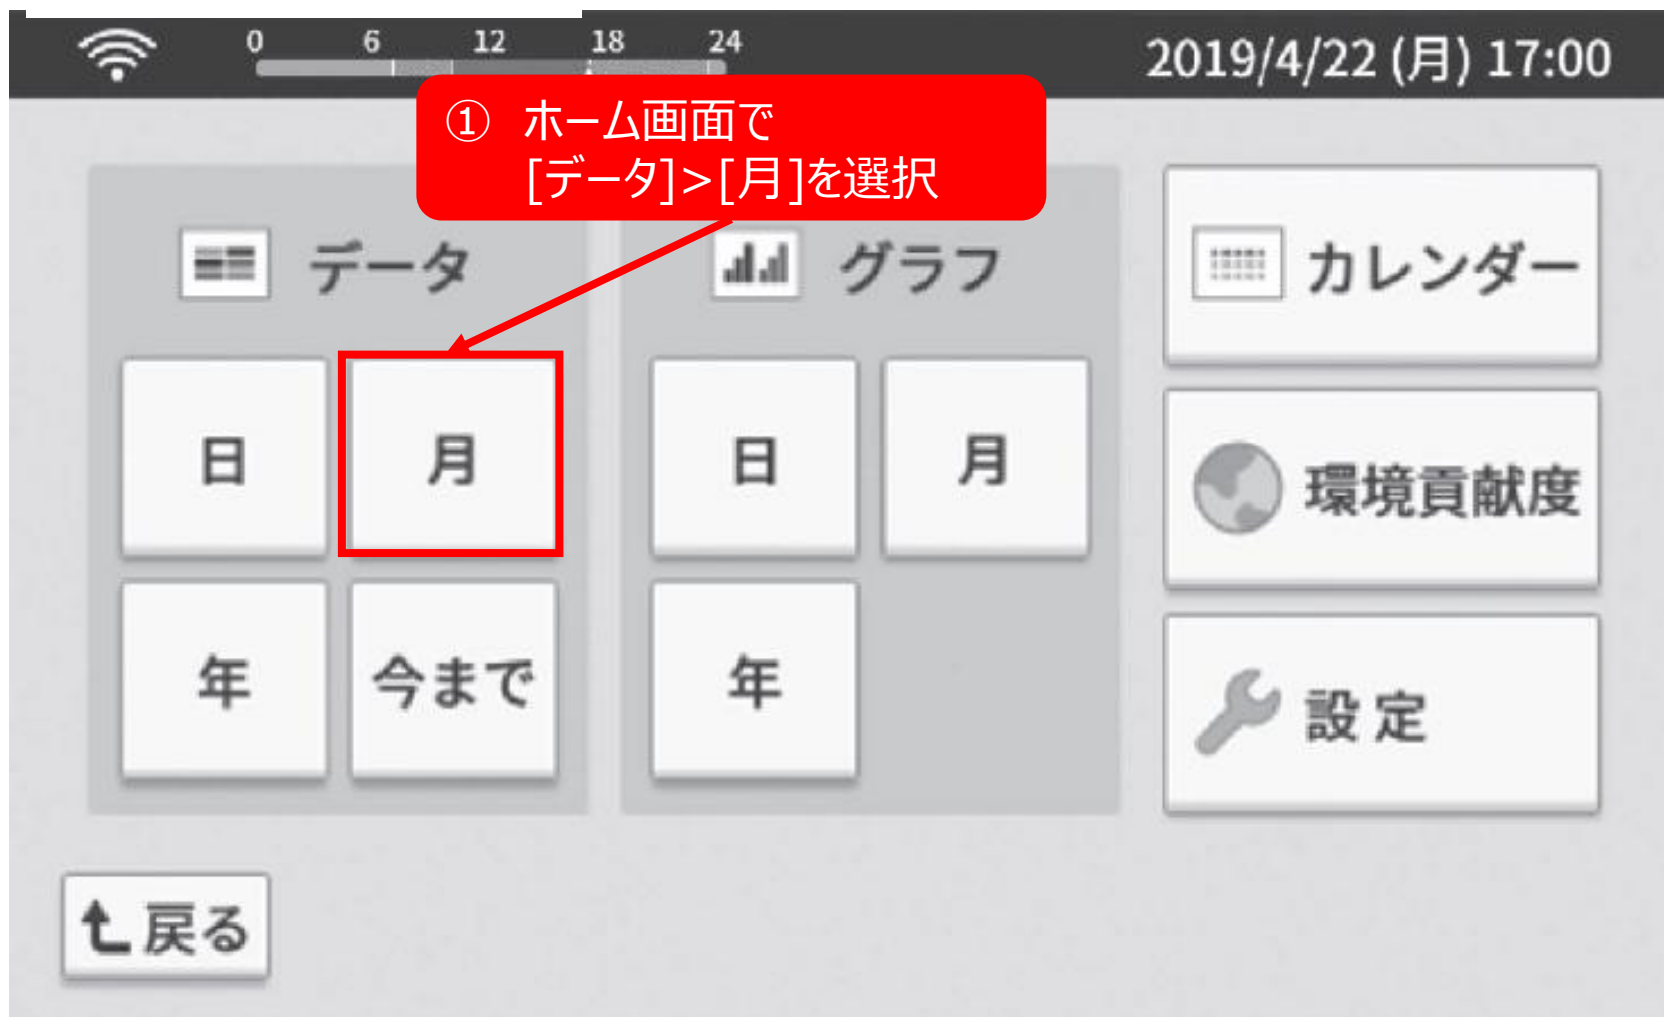 0 6 12 18 24
2019/4/22 (月) 17:00
① ホーム画面で
[データ]>[月]を選択
データ
日 月
年 今まで
グラフ
日 月
年
カレンダー
環境貢献度
設定
戻る